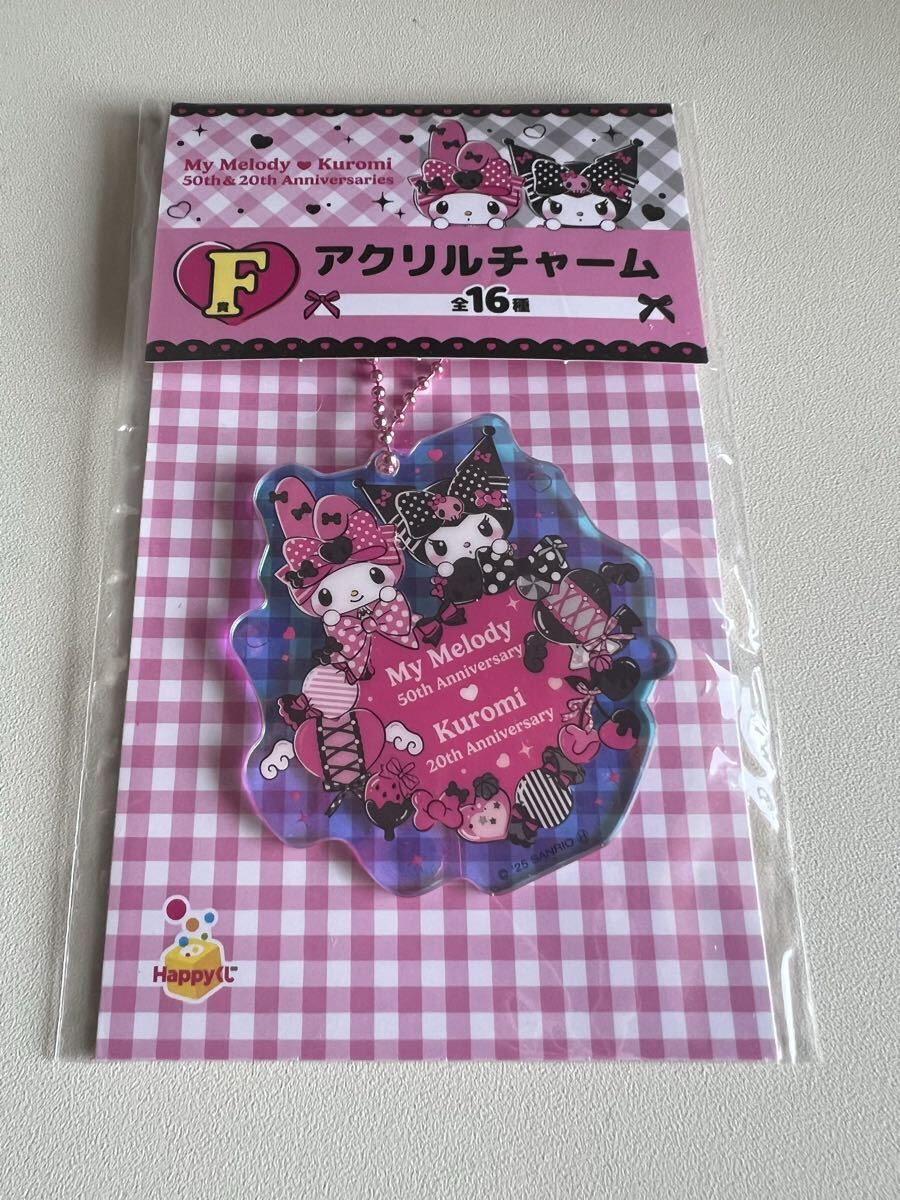 My Melody ♥ Kuromi
50th & 20th Anniversaries
F賞
アクリルチャーム
全16種
My Melody
50th Anniversary
Kuromi
20th Anniversary
© '25 SANRIO Ⓗ
Happyくじ